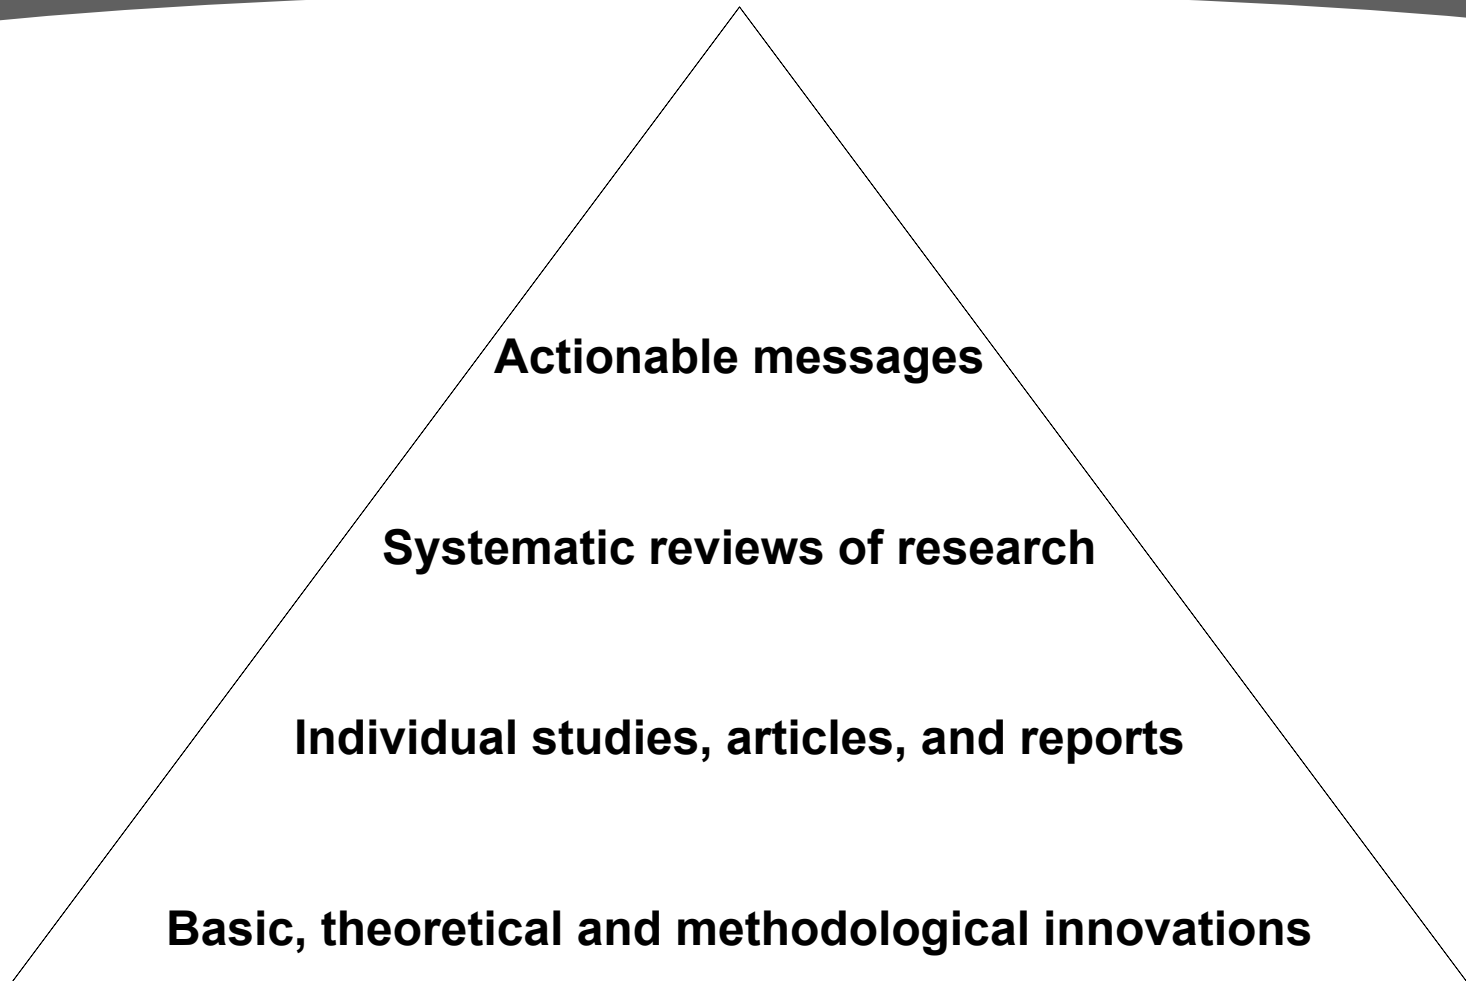 Actionable messages
Systematic reviews of research
Individual studies, articles, and reports
Basic, theoretical and methodological innovations